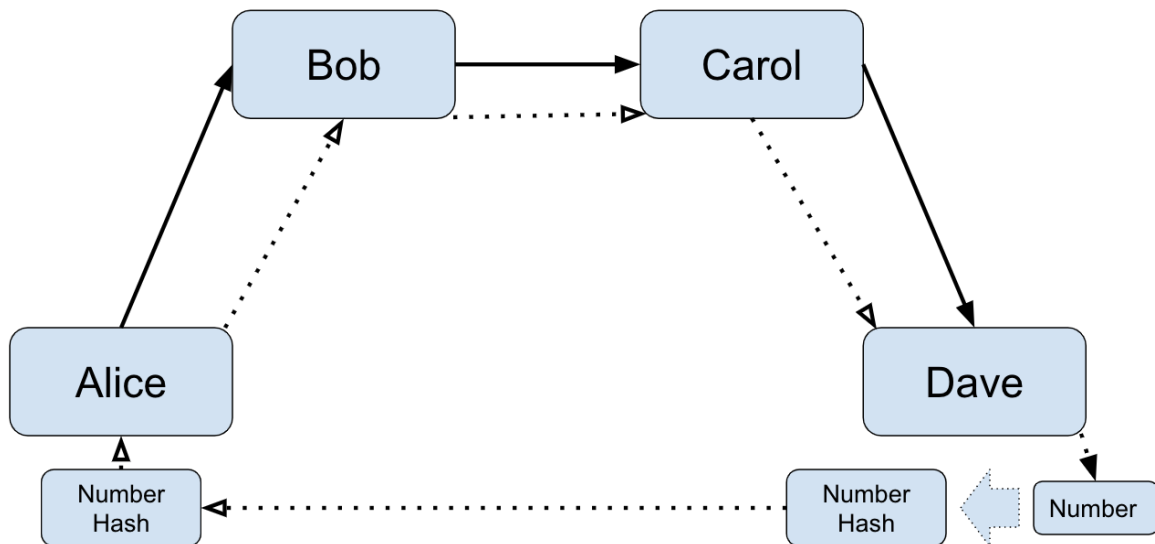 Bob
Carol
Alice
Dave
Number
Hash
Number
Hash
Number